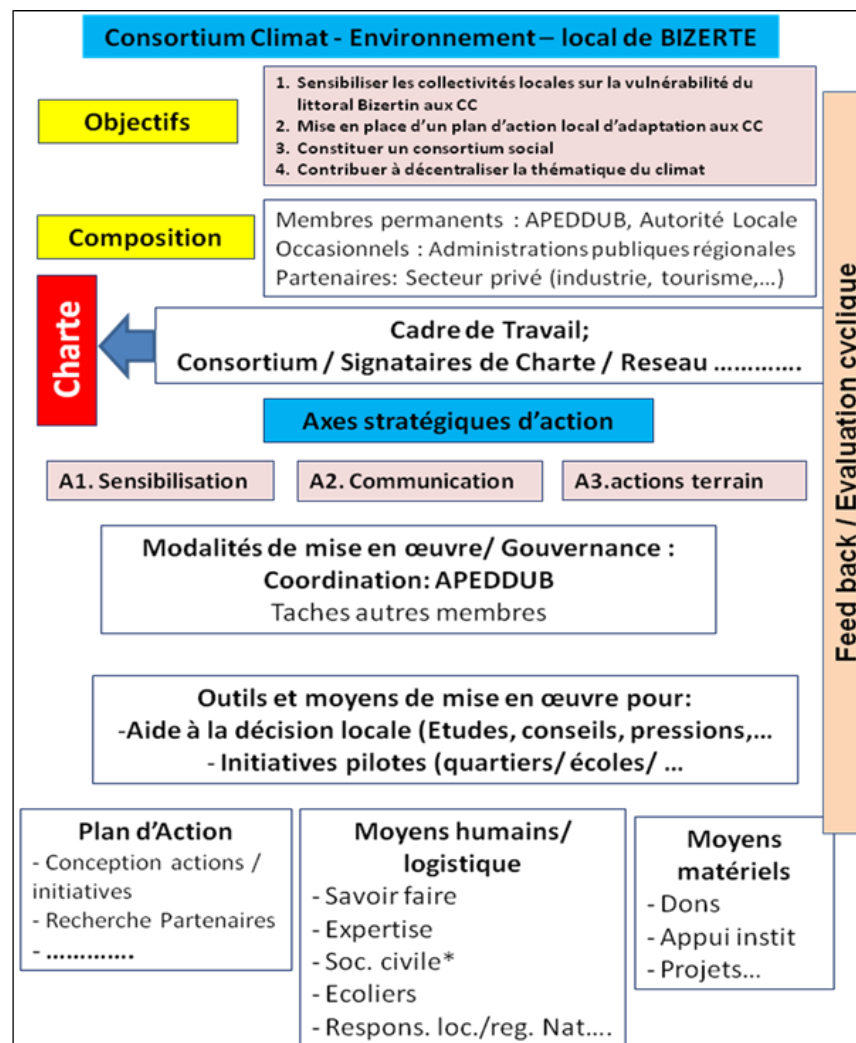 Consortium Climat - Environnement – local de BIZERTE
Objectifs
1. Sensibiliser les collectivités locales sur la vulnérabilité du
littoral Bizertin aux CC
2. Mise en place d'un plan d'action local d'adaptation aux CC
3. Constituer un consortium social
4. Contribuer à décentraliser la thématique du climat
Composition
Membres permanents : APEDDUB, Autorité Locale
Occasionnels : Administrations publiques régionales
Partenaires: Secteur privé (industrie, tourisme,...)
Charte
Cadre de Travail;
Consortium / Signataires de Charte / Reseau .............
Axes stratégiques d'action
A1. Sensibilisation
A2. Communication
A3.actions terrain
Modalités de mise en œuvre/ Gouvernance :
Coordination: APEDDUB
Taches autres membres
Outils et moyens de mise en œuvre pour:
-Aide à la décision locale (Etudes, conseils, pressions,...
- Initiatives pilotes (quartiers/ écoles/ ...
Plan d'Action
- Conception actions /
initiatives
- Recherche Partenaires
- .............
Moyens humains/
logistique
- Savoir faire
- Expertise
- Soc. civile*
- Ecoliers
- Respons. loc./reg. Nat....
Moyens
matériels
- Dons
- Appui instit
- Projets...
Feed back / Evaluation cyclique